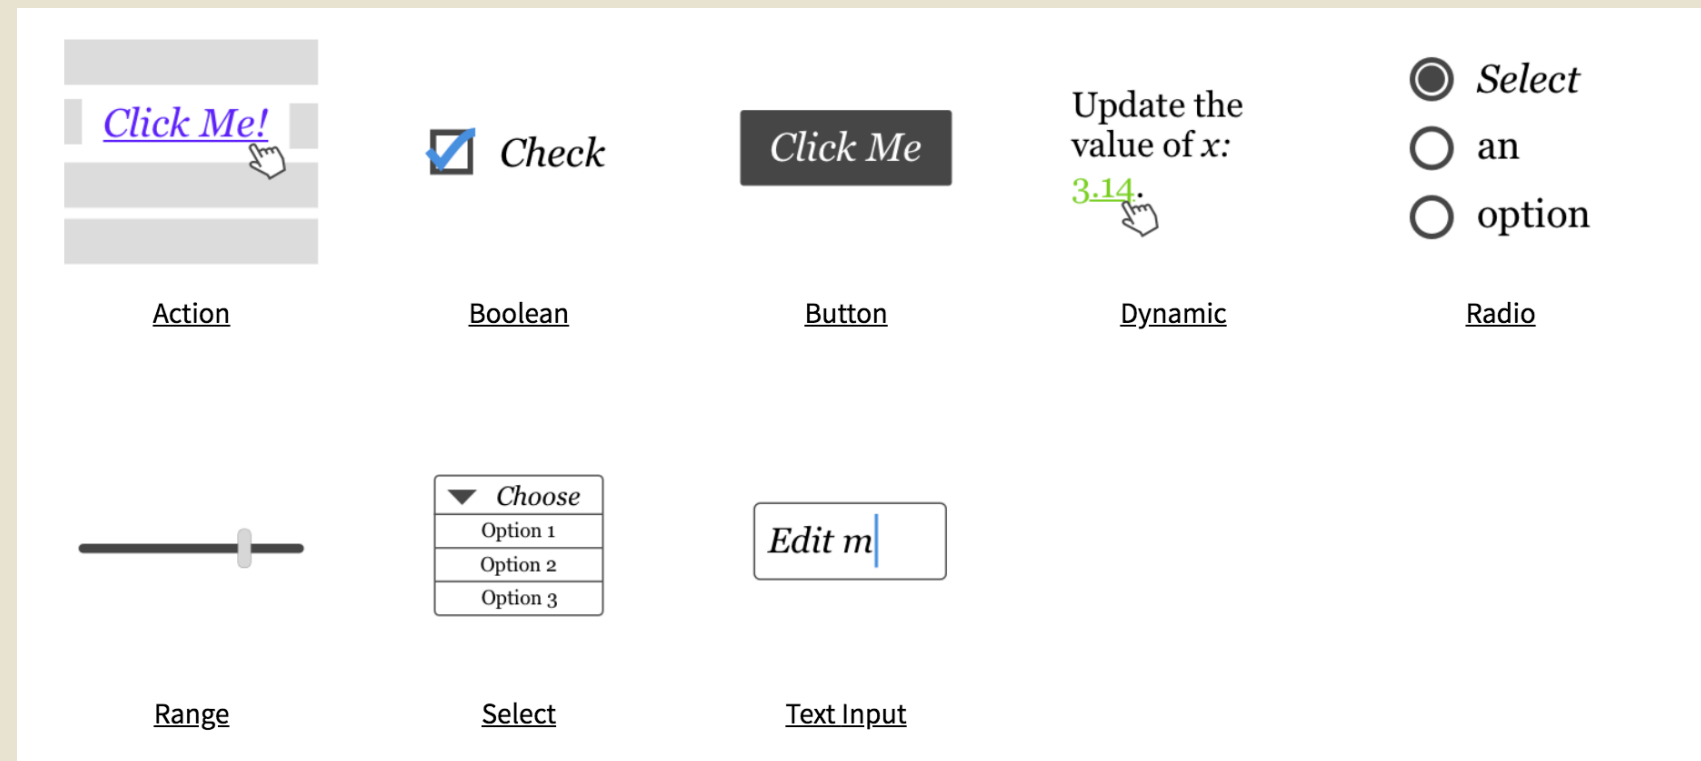 Click Me!
Check
Click Me
Update the
value of x:
3.14.
Select
an
option
Action
Boolean
Button
Dynamic
Radio
Choose
Option 1
Option 2
Option 3
Edit m
Range
Select
Text Input